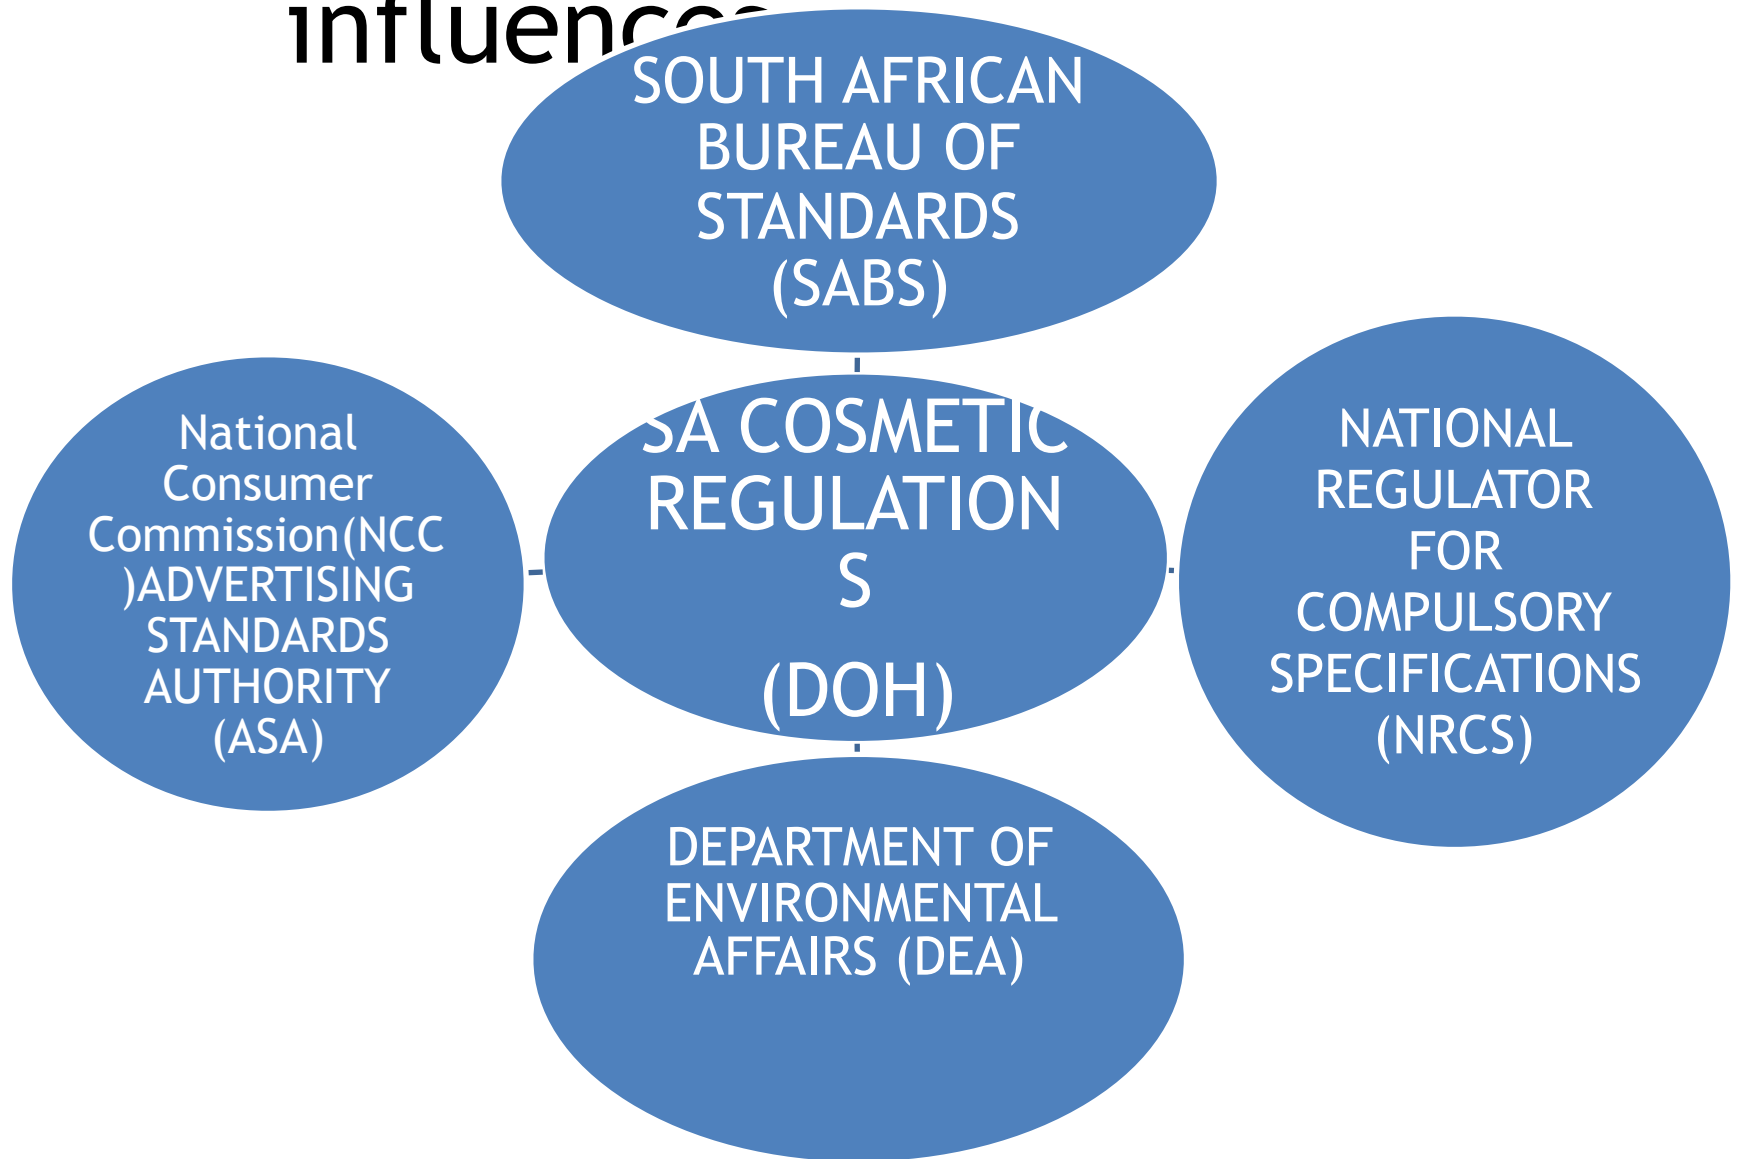 influences
SOUTH AFRICAN
BUREAU OF
STANDARDS
(SABS)
National
Consumer
Commission(NCC
)ADVERTISING
STANDARDS
AUTHORITY
(ASA)
SA COSMETIC
REGULATION
S
(DOH)
NATIONAL
REGULATOR
FOR
COMPULSORY
SPECIFICATIONS
(NRCS)
DEPARTMENT OF
ENVIRONMENTAL
AFFAIRS (DEA)